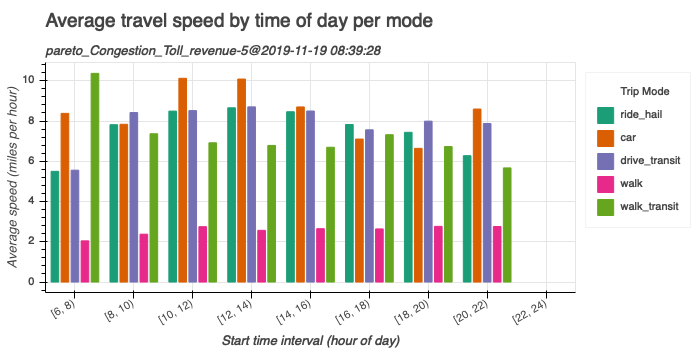 Average travel speed by time of day per mode
pareto_Congestion_Toll_revenue-5@2019-11-19 08:39:28
Average speed (miles per hour)
10
8
6
4
2
0
[6, 8)
[8, 10)
[10, 12)
[12, 14)
[14, 16)
[16, 18)
[18, 20)
[20, 22)
[22, 24)
Start time interval (hour of day)
Trip Mode
ride_hail
car
drive_transit
walk
walk_transit